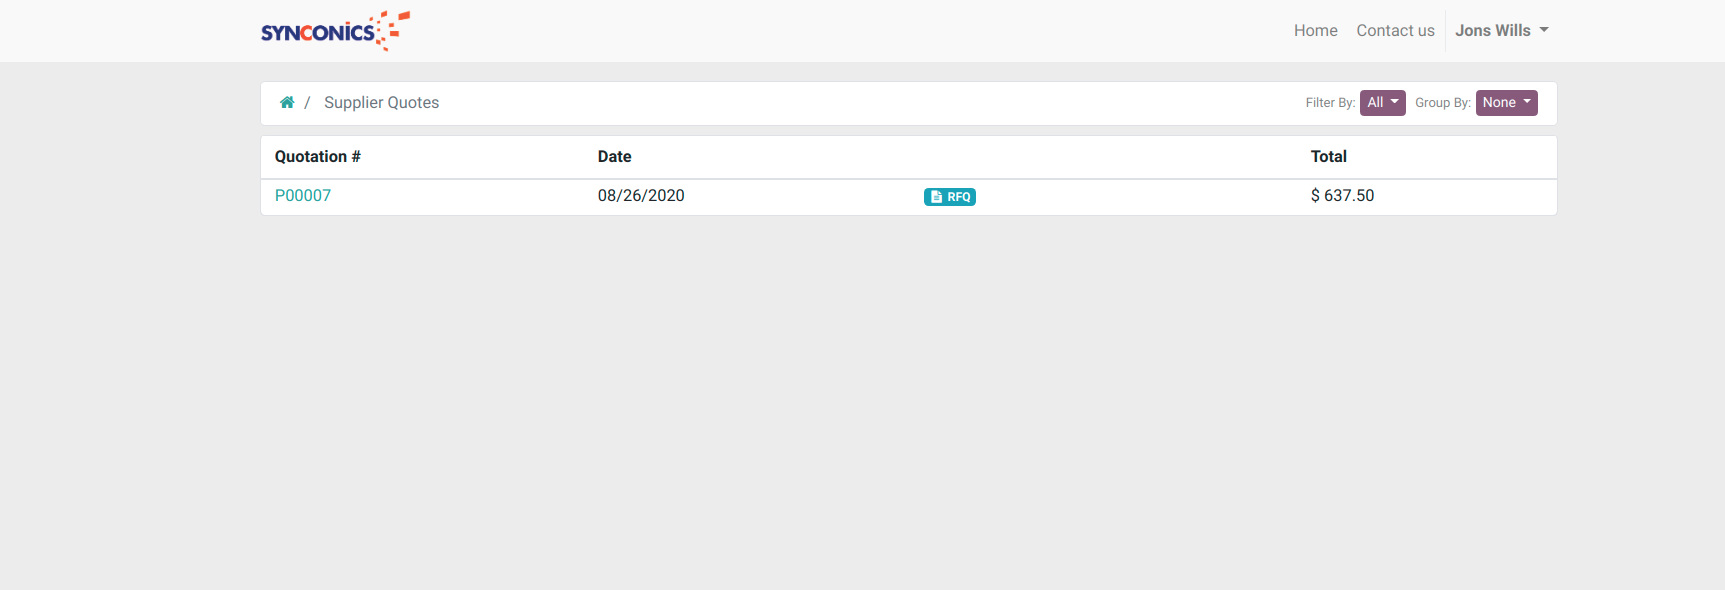 SYNCONICS
Home Contact us Jons Wills
/ Supplier Quotes Filter By: All Group By: None
Quotation # Date Total
P00007 08/26/2020 RFQ $ 637.50